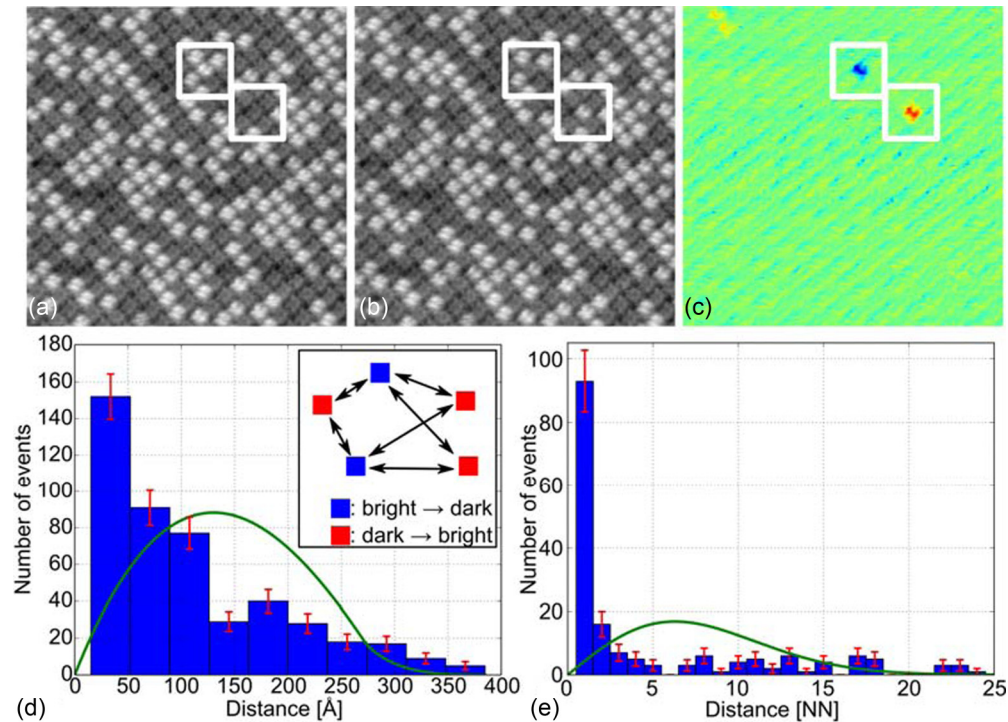 (a)
(b)
(c)
180
160
140
120
100
80
60
40
20
0
Number of events
0 50 100 150 200 250 300 350 400
Distance [Å]
(d)
: bright → dark
: dark → bright
100
80
60
40
20
0
Number of events
0 5 10 15 20 25
Distance [NN]
(e)